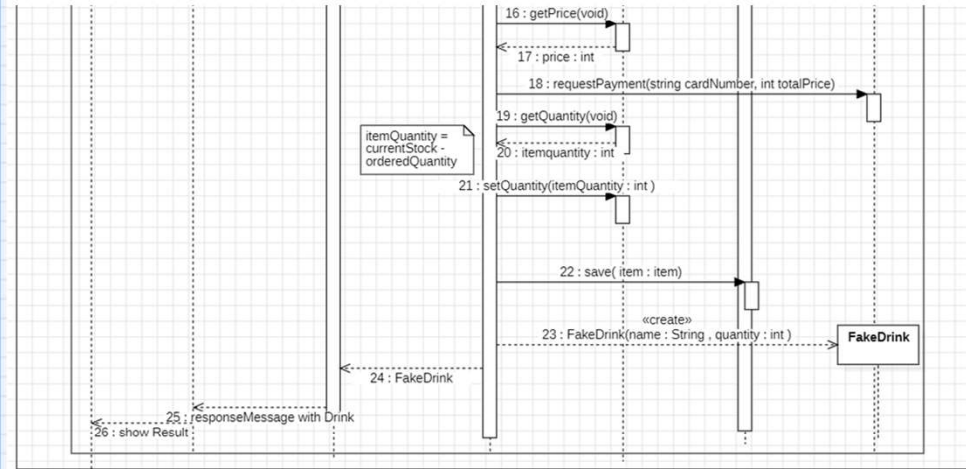 16 : getPrice(void)
17 : price : int
18 : requestPayment(string cardNumber, int totalPrice)
19 : getQuantity(void)
itemQuantity =
currentStock -
orderedQuantity
20 : itemquantity : int
21 : setQuantity(itemQuantity : int )
22 : save( item : item)
«create»
23 : FakeDrink(name : String , quantity : int )
FakeDrink
24 : FakeDrink
25 : responseMessage with Drink
26 : show Result